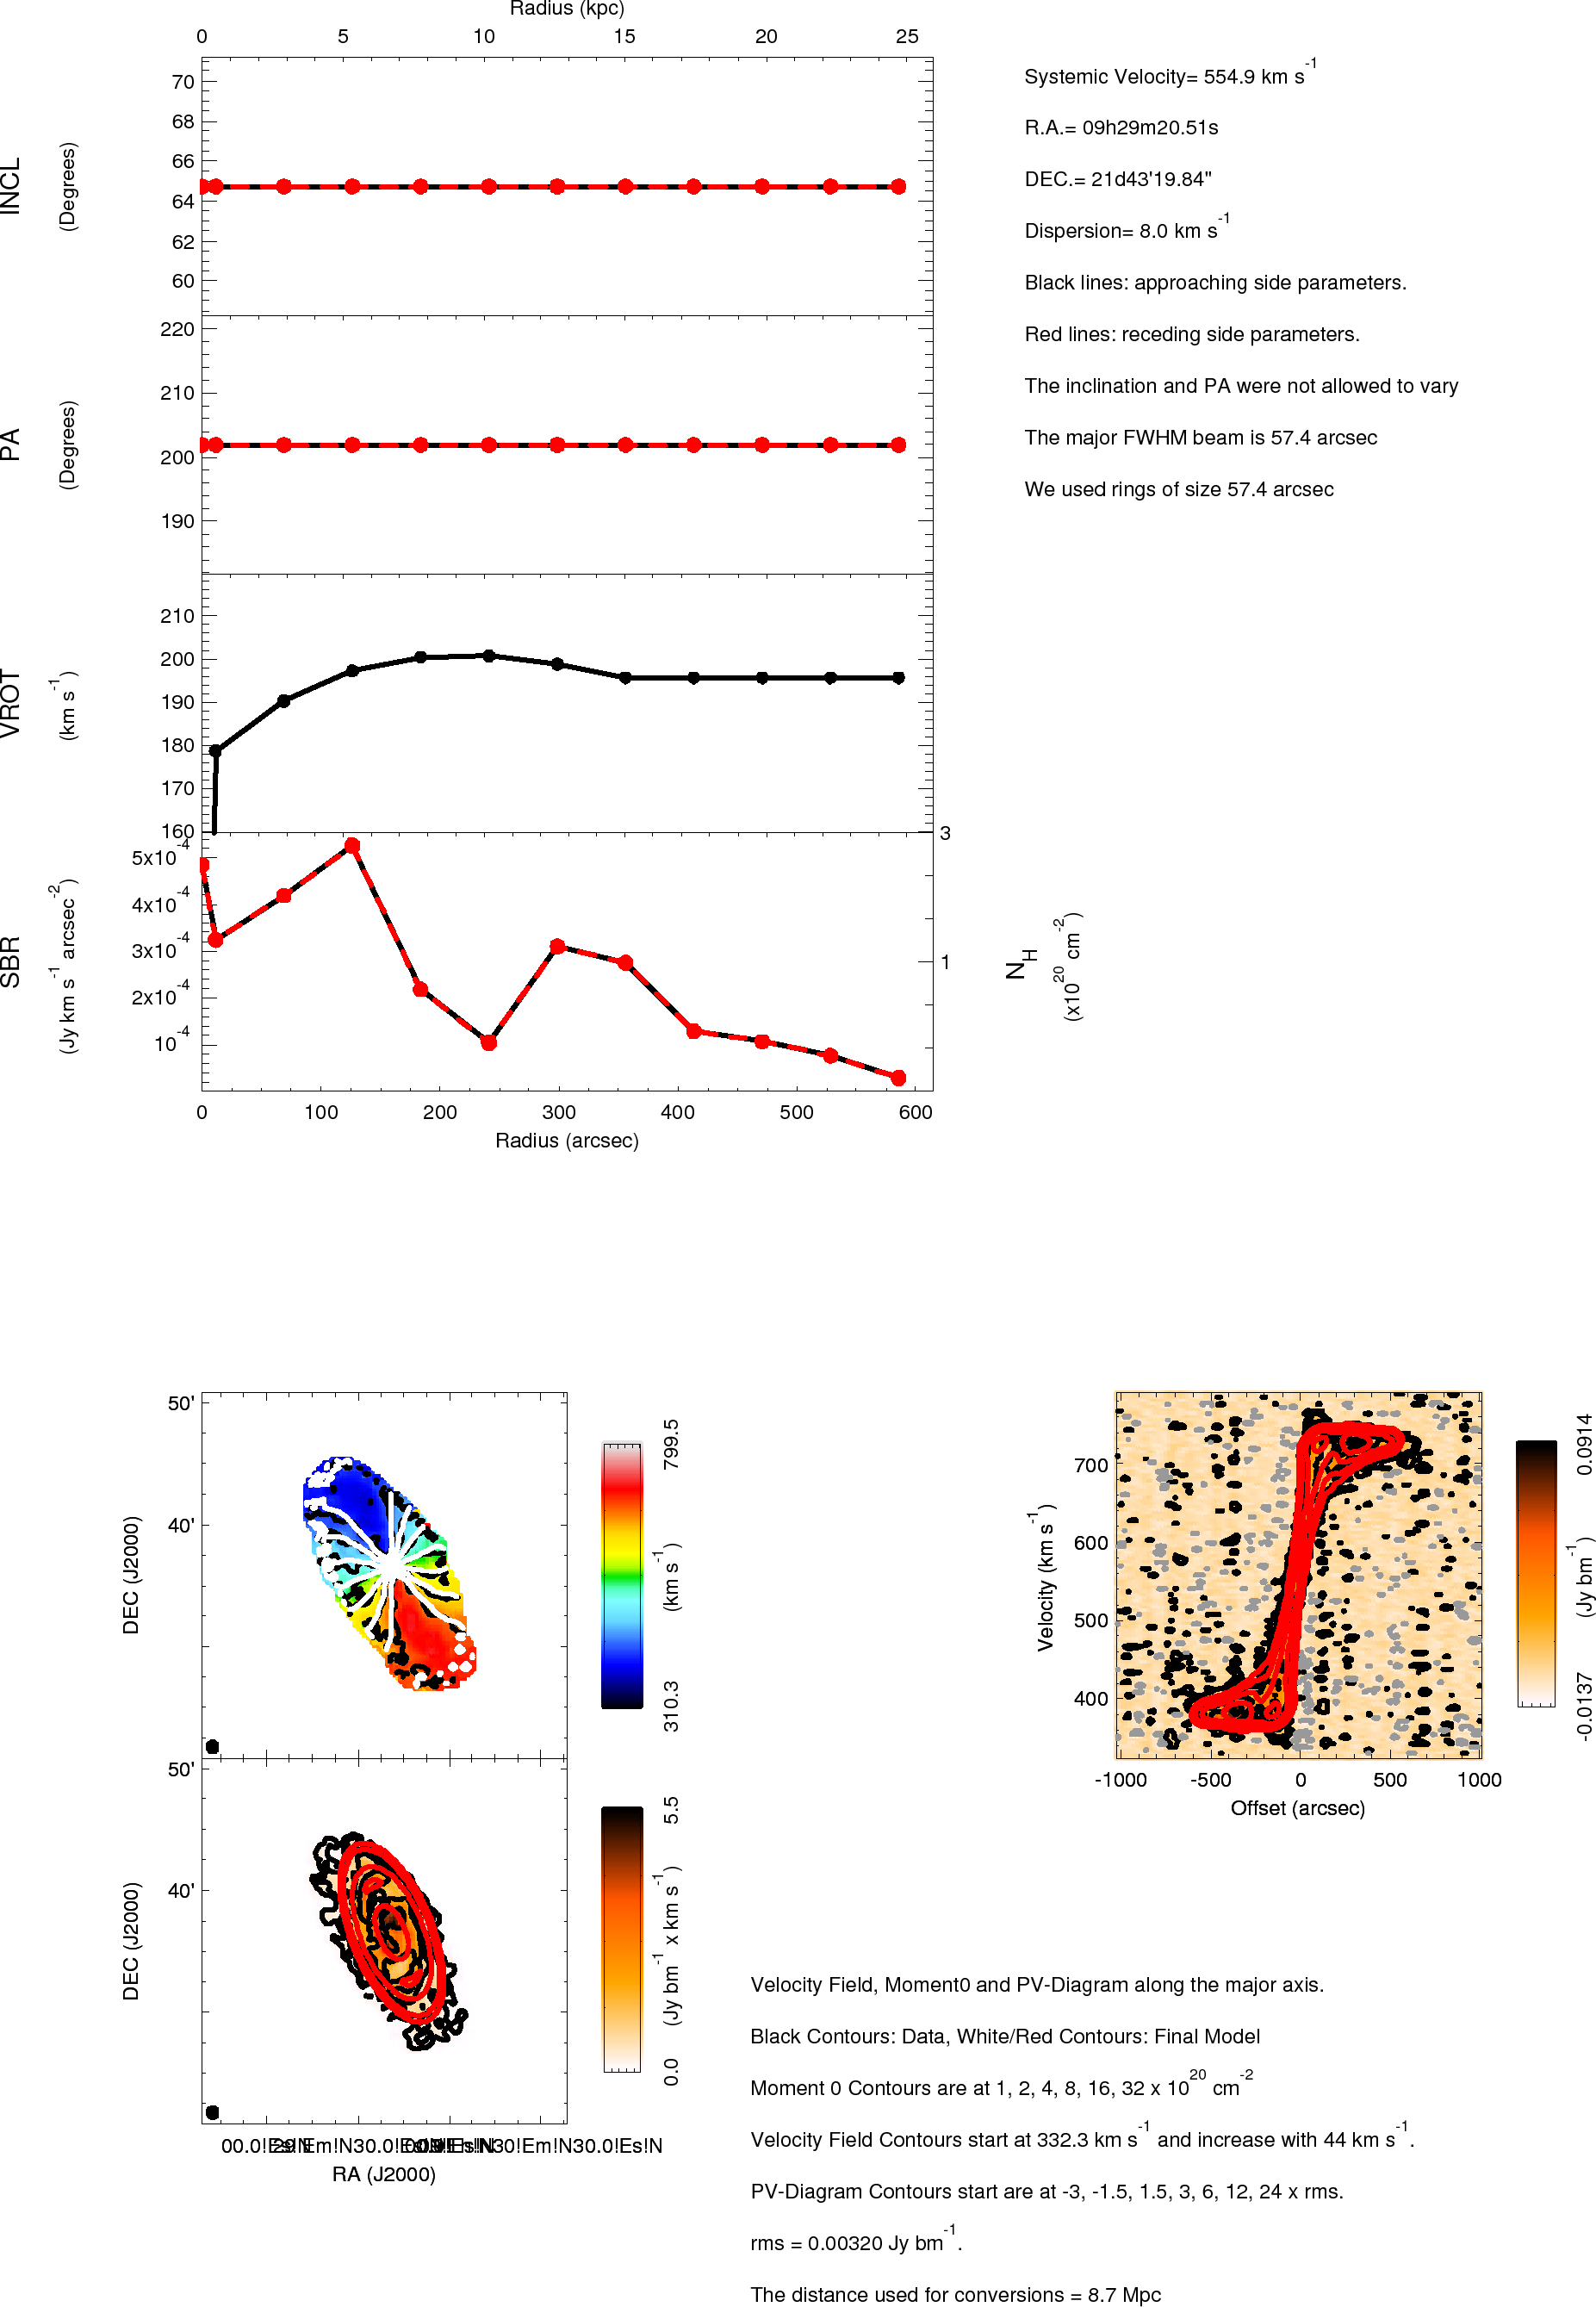 Radius (kpc)
0 5 10 15 20 25
INCL
(Degrees)
70
68
66
64
62
60
PA
(Degrees)
220
210
200
190
VROT
(km s-1)
210
200
190
180
170
160
SBR
(Jy km s-1 arcsec-2)
5x10-4
4x10-4
3x10-4
2x10-4
10-4
3
1
NH
(x1020 cm-2)
0 100 200 300 400 500 600
Radius (arcsec)
Systemic Velocity= 554.9 km s-1
R.A.= 09h29m20.51s
DEC.= 21d43'19.84"
Dispersion= 8.0 km s-1
Black lines: approaching side parameters.
Red lines: receding side parameters.
The inclination and PA were not allowed to vary
The major FWHM beam is 57.4 arcsec
We used rings of size 57.4 arcsec
DEC (J2000)
50'
40'
799.5
(km s-1)
310.3
DEC (J2000)
50'
40'
5.5
(Jy bm-1 x km s-1)
0.0
RA (J2000)
Velocity (km s-1)
700
600
500
400
-1000 -500 0 500 1000
Offset (arcsec)
0.0914
(Jy bm-1)
-0.0137
Velocity Field, Moment0 and PV-Diagram along the major axis.
Black Contours: Data, White/Red Contours: Final Model
Moment 0 Contours are at 1, 2, 4, 8, 16, 32 x 1020 cm-2
Velocity Field Contours start at 332.3 km s-1 and increase with 44 km s-1.
PV-Diagram Contours start are at -3, -1.5, 1.5, 3, 6, 12, 24 x rms.
rms = 0.00320 Jy bm-1.
The distance used for conversions = 8.7 Mpc